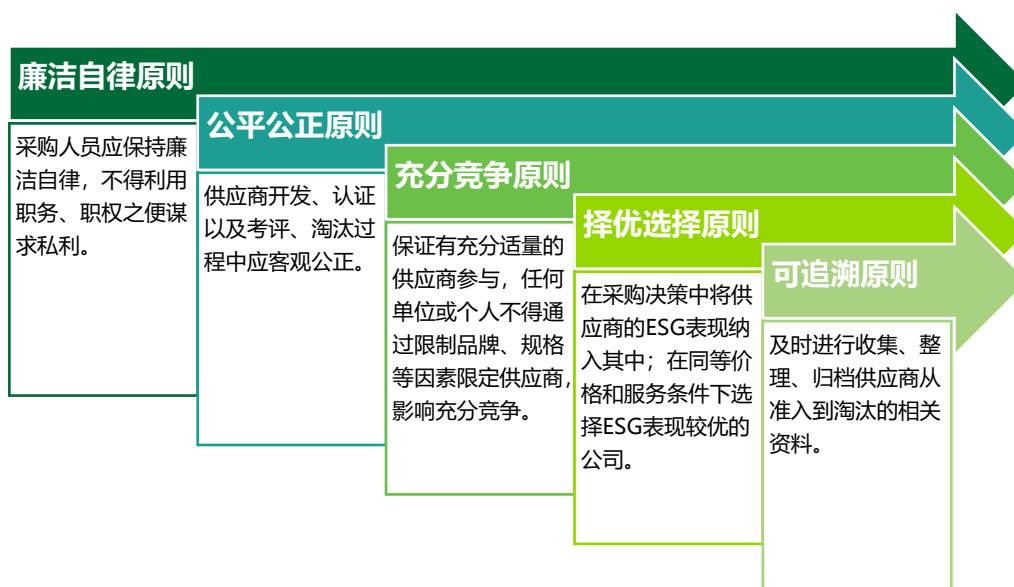 廉洁自律原则
采购人员应保持廉
洁自律，不得利用
职务、职权之便谋
求私利。
公平公正原则
供应商开发、认证
以及考评、淘汰过
程中应客观公正。
充分竞争原则
保证有充分适量的
供应商参与，任何
单位或个人不得通
过限制品牌、规格
等因素限定供应商，
影响充分竞争。
择优选择原则
在采购决策中将供
应商的ESG表现纳
入其中；在同等价
格和服务条件下选
择ESG表现较优的
公司。
可追溯原则
及时进行收集、整
理、归档供应商从
准入到淘汰的相关
资料。